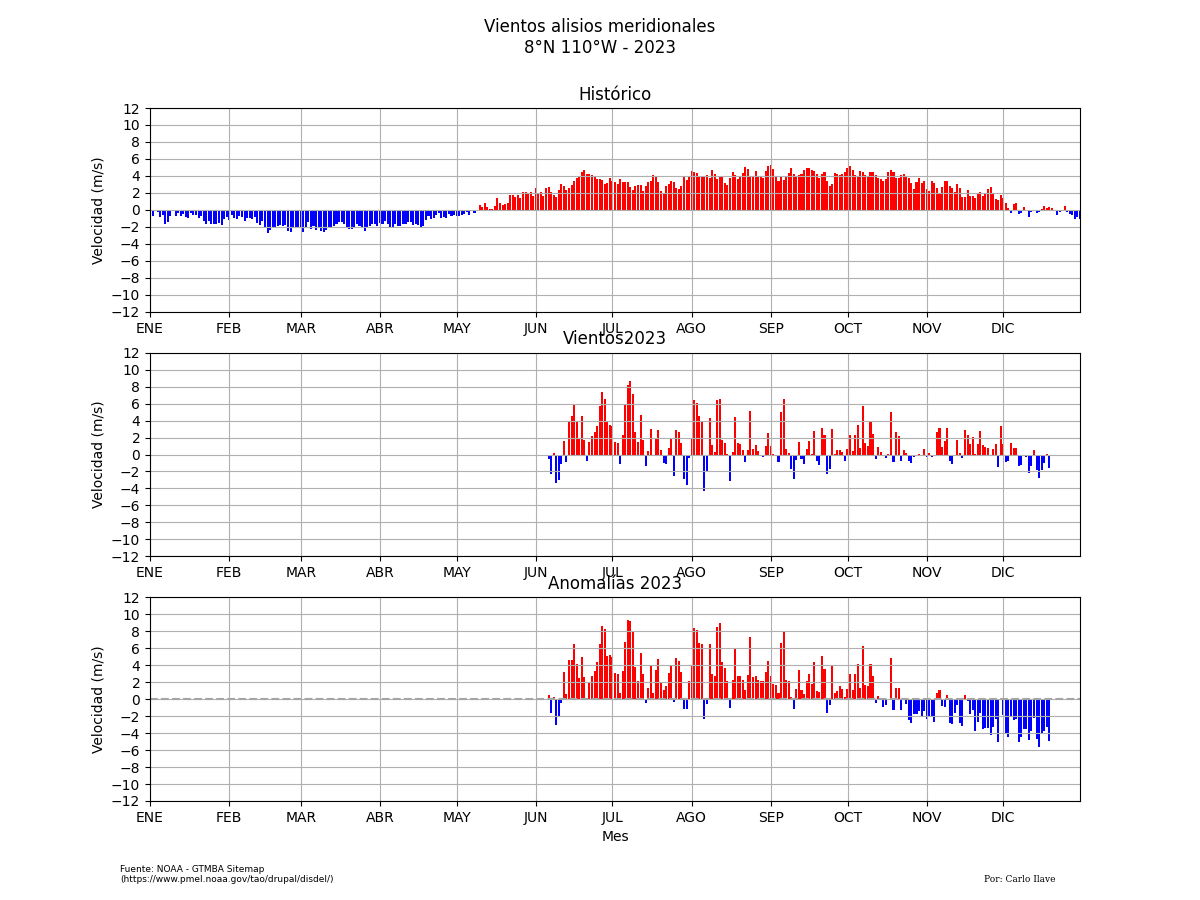 Vientos alisios meridionales
8°N 110°W - 2023
Histórico
12
10
8
6
4
2
0
−2
−4
−6
−8
−10
−12
Velocidad (m/s)
ENE FEB MAR ABR MAY JUN JUL AGO SEP OCT NOV DIC
Vientos2023
12
10
8
6
4
2
0
−2
−4
−6
−8
−10
−12
Velocidad (m/s)
ENE FEB MAR ABR MAY JUN JUL AGO SEP OCT NOV DIC
Anomalías 2023
12
10
8
6
4
2
0
−2
−4
−6
−8
−10
−12
Velocidad (m/s)
ENE FEB MAR ABR MAY JUN JUL AGO SEP OCT NOV DIC
Mes
Fuente: NOAA - GTMBA Sitemap
(https://www.pmel.noaa.gov/tao/drupal/disdel/)
Por: Carlo Ilave